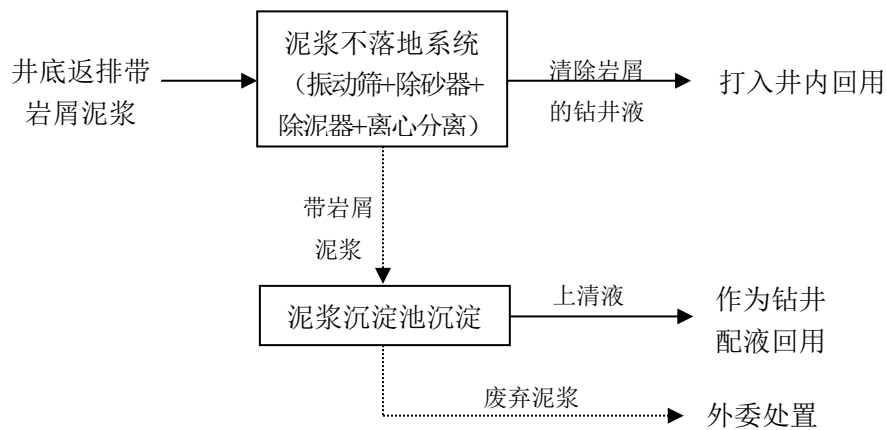 井底返排带
岩屑泥浆
泥浆不落地系统
（振动筛+除砂器+
除泥器+离心分离）
清除岩屑
的钻井液
打入井内回用
带岩屑
泥浆
泥浆沉淀池沉淀
上清液
作为钻井
配液回用
废弃泥浆
外委处置